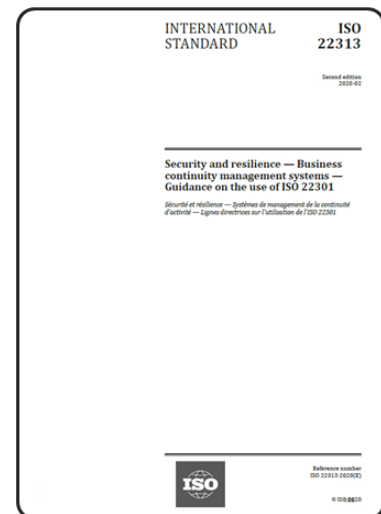 INTERNATIONAL ISO
STANDARD 22313
Second edition
2020-02
Security and resilience — Business
continuity management systems —
Guidance on the use of ISO 22301
Sécurité et résilience — Systèmes de management de la continuité
d'activité — Lignes directrices sur l'utilisation de l'ISO 22301
ISO
Reference number
ISO 22313:2020(E)
© ISO 2020